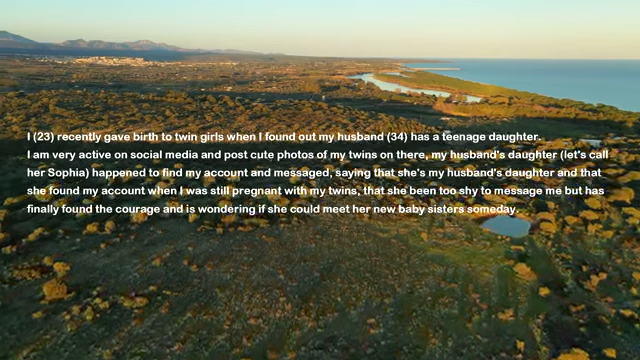 I (23) recently gave birth to twin girls when I found out my husband (34) has a teenage daughter.
I am very active on social media and post cute photos of my twins on there, my husband's daughter (let's call
her Sophia) happened to find my account and messaged, saying that she's my husband's daughter and that
she found my account when I was still pregnant with my twins, that she been too shy to message me but has
finally found the courage and is wondering if she could meet her new baby sisters someday.